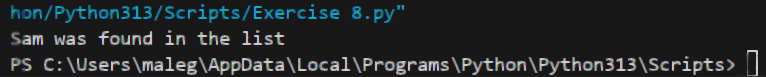 hon/Python313/Scripts/Exercise 8.py"
Sam was found in the list
PS C:\Users\maleg\AppData\Local\Programs\Python\Python313\Scripts>